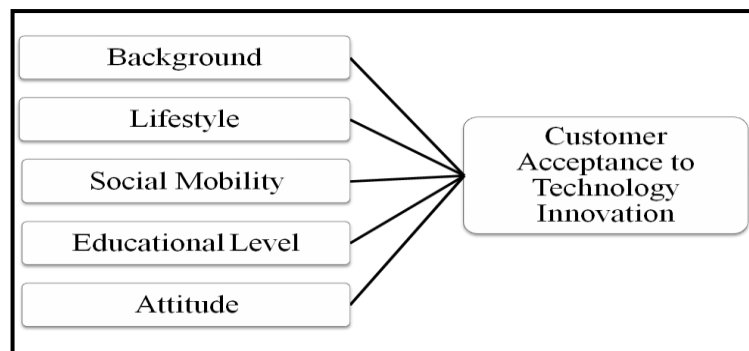 Background
Lifestyle
Social Mobility
Educational Level
Attitude
Customer
Acceptance to
Technology
Innovation